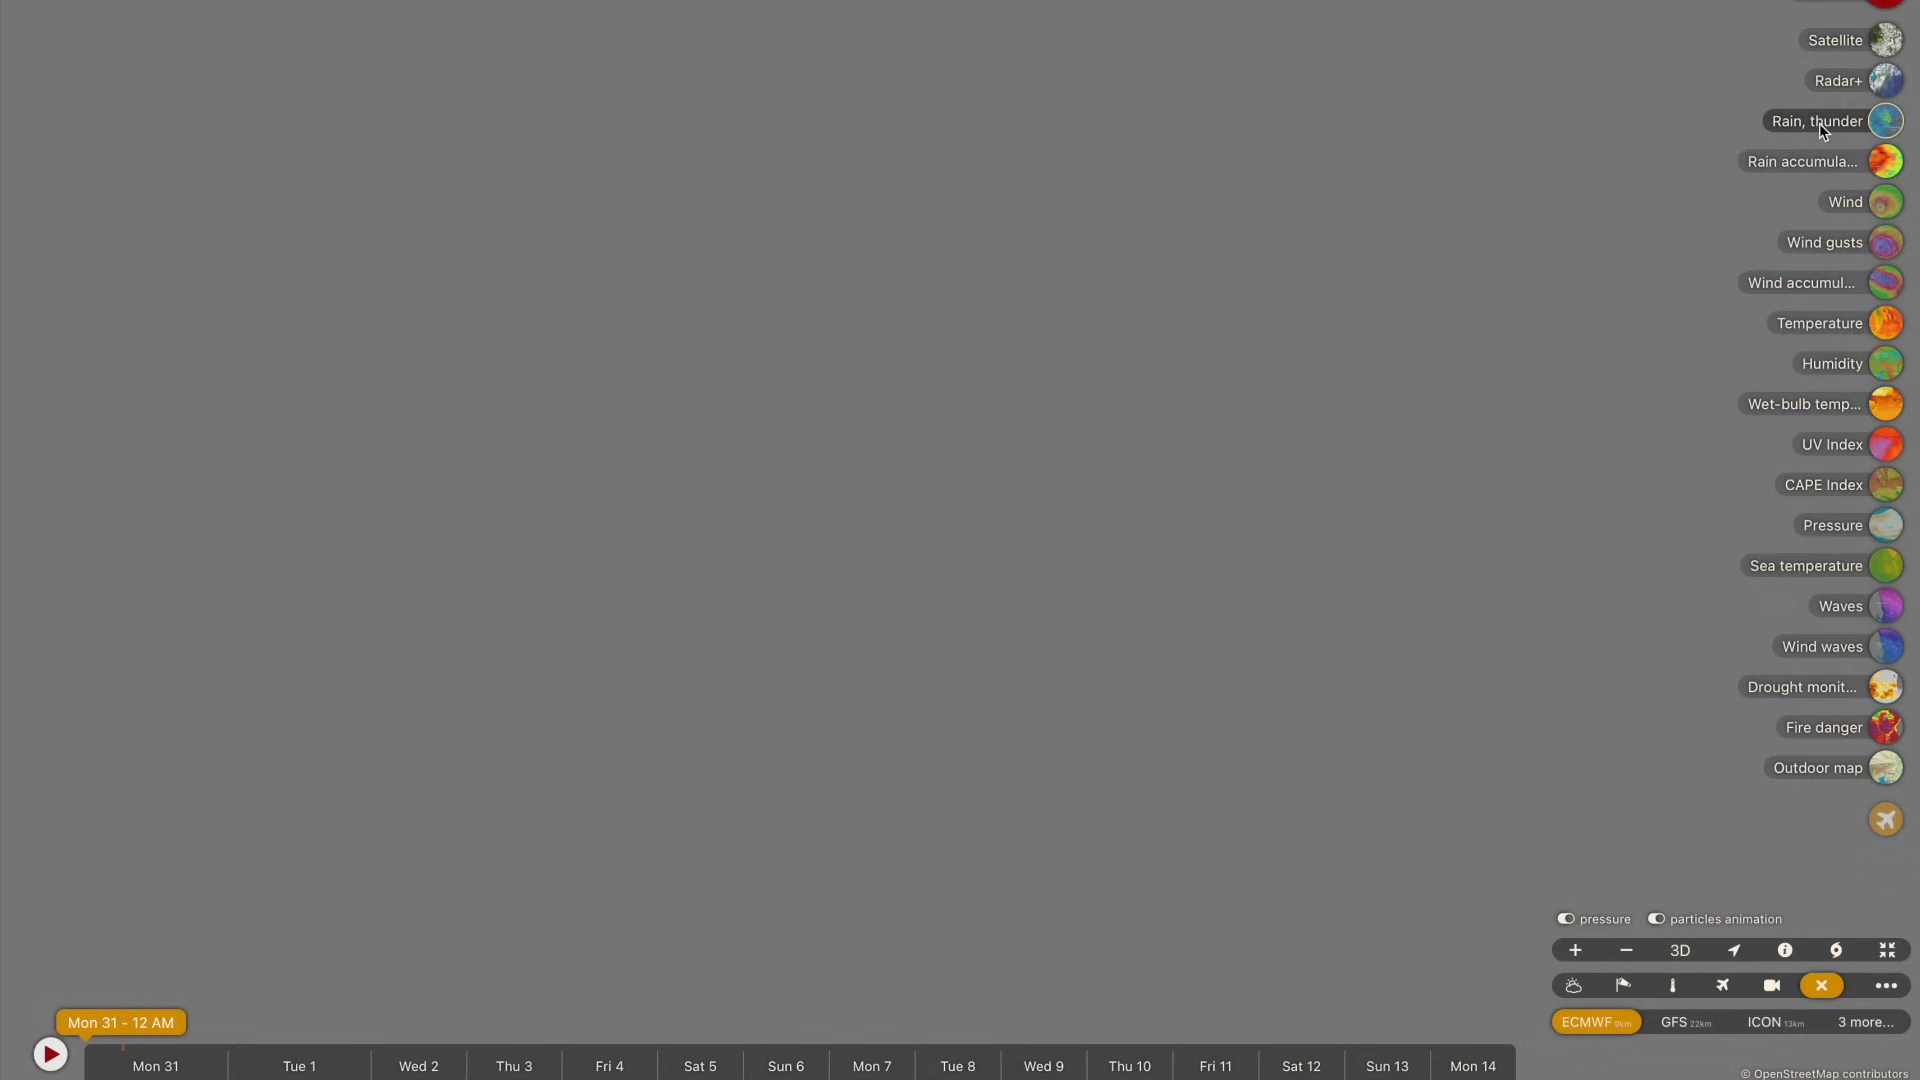 Satellite
Radar+
Rain, thunder
Rain accumula...
Wind
Wind gusts
Wind accumul...
Temperature
Humidity
Wet-bulb temp...
UV Index
CAPE Index
Pressure
Sea temperature
Waves
Wind waves
Drought monit...
Fire danger
Outdoor map
pressure particles animation
3D
ECMWF 9km GFS 22km ICON 13km 3 more...
Mon 31 - 12 AM
Mon 31 Tue 1 Wed 2 Thu 3 Fri 4 Sat 5 Sun 6 Mon 7 Tue 8 Wed 9 Thu 10 Fri 11 Sat 12 Sun 13 Mon 14
© OpenStreetMap contributors